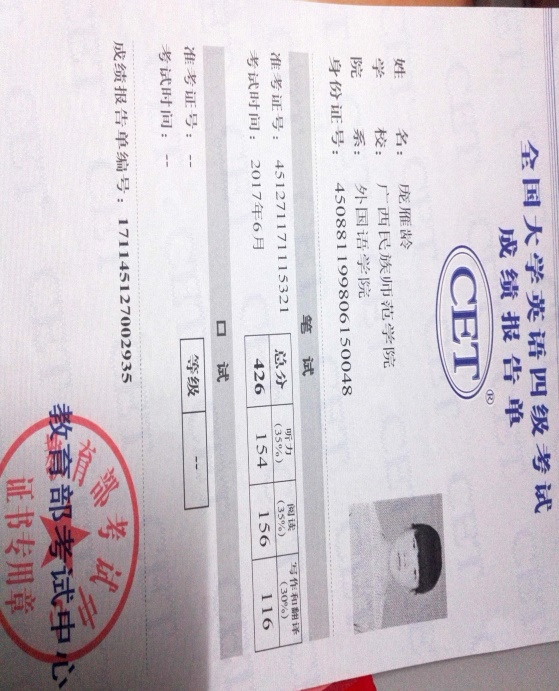 全国大学英语四级考试
成绩报告单
CET®
姓 名： 庞雁龄
学 校： 广西民族师范学院
院 系： 外国语学院
身份证号： 450881199806150048
笔 试
准考证号： 451271171115321
考试时间： 2017年6月
总分 听力(35%) 阅读(35%) 写作和翻译(30%)
426 154 156 116
口 试
准考证号： --
考试时间： --
等级 --
成绩报告单编号： 171145127002935
教育部考试中心
证书专用章